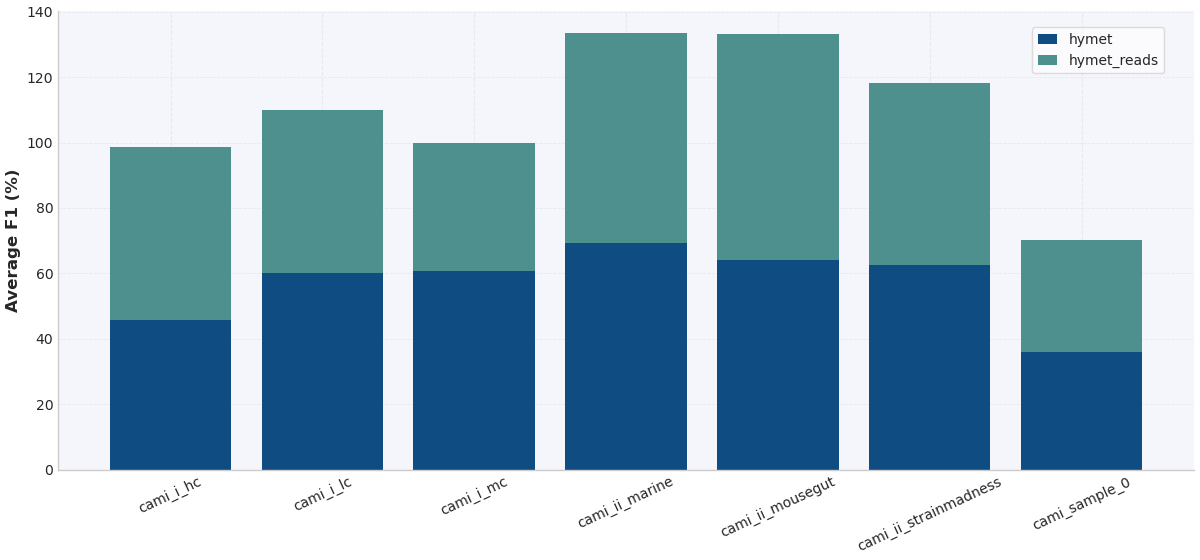 140
120
100
80
60
40
20
0
Average F1 (%)
hymet
hymet_reads
cami_i_hc
cami_i_lc
cami_i_mc
cami_ii_marine
cami_ii_mousegut
cami_ii_strainmadness
cami_sample_0